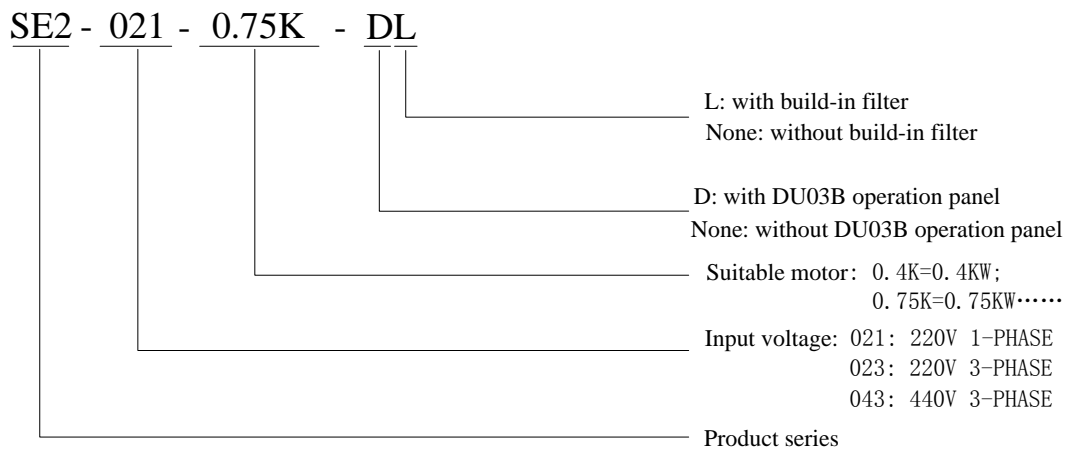 SE2 - 021 - 0.75K - DL
L: with build-in filter
None: without build-in filter
D: with DU03B operation panel
None: without DU03B operation panel
Suitable motor: 0.4K=0.4KW;
0.75K=0.75KW······
Input voltage: 021: 220V 1-PHASE
023: 220V 3-PHASE
043: 440V 3-PHASE
Product series